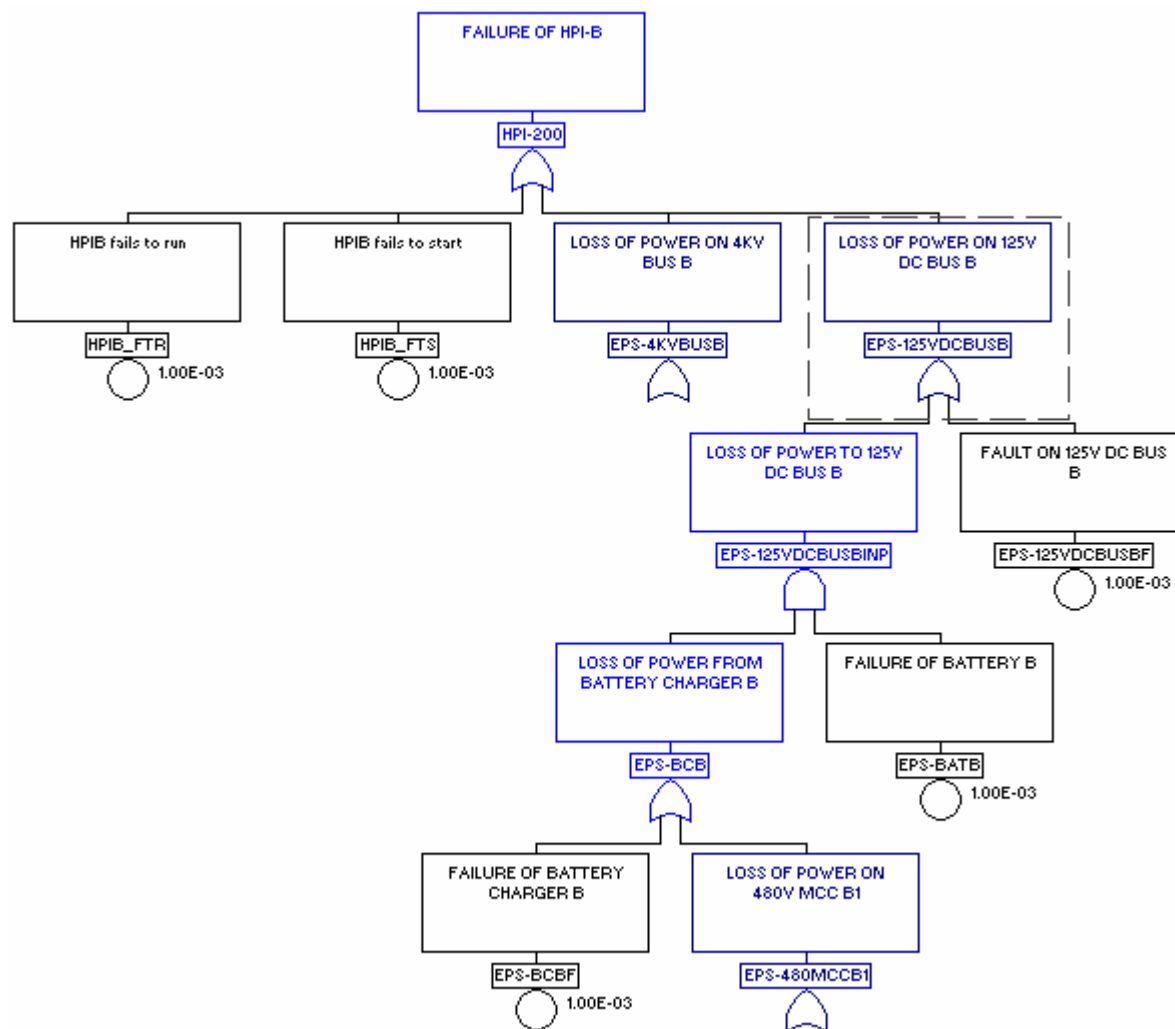 FAILURE OF HPI-B
HPI-200
HPIB fails to run
HPIB_FTR
1.00E-03
HPIB fails to start
HPIB_FTS
1.00E-03
LOSS OF POWER ON 4KV
BUS B
EPS-4KVBUSB
LOSS OF POWER ON 125V
DC BUS B
EPS-125VDCBUSB
LOSS OF POWER TO 125V
DC BUS B
EPS-125VDCBUSBINP
FAULT ON 125V DC BUS
B
EPS-125VDCBUSBF
1.00E-03
LOSS OF POWER FROM
BATTERY CHARGER B
EPS-BCB
FAILURE OF BATTERY B
EPS-BATB
1.00E-03
FAILURE OF BATTERY
CHARGER B
EPS-BCBF
1.00E-03
LOSS OF POWER ON
480V MCC B1
EPS-480MCCB1